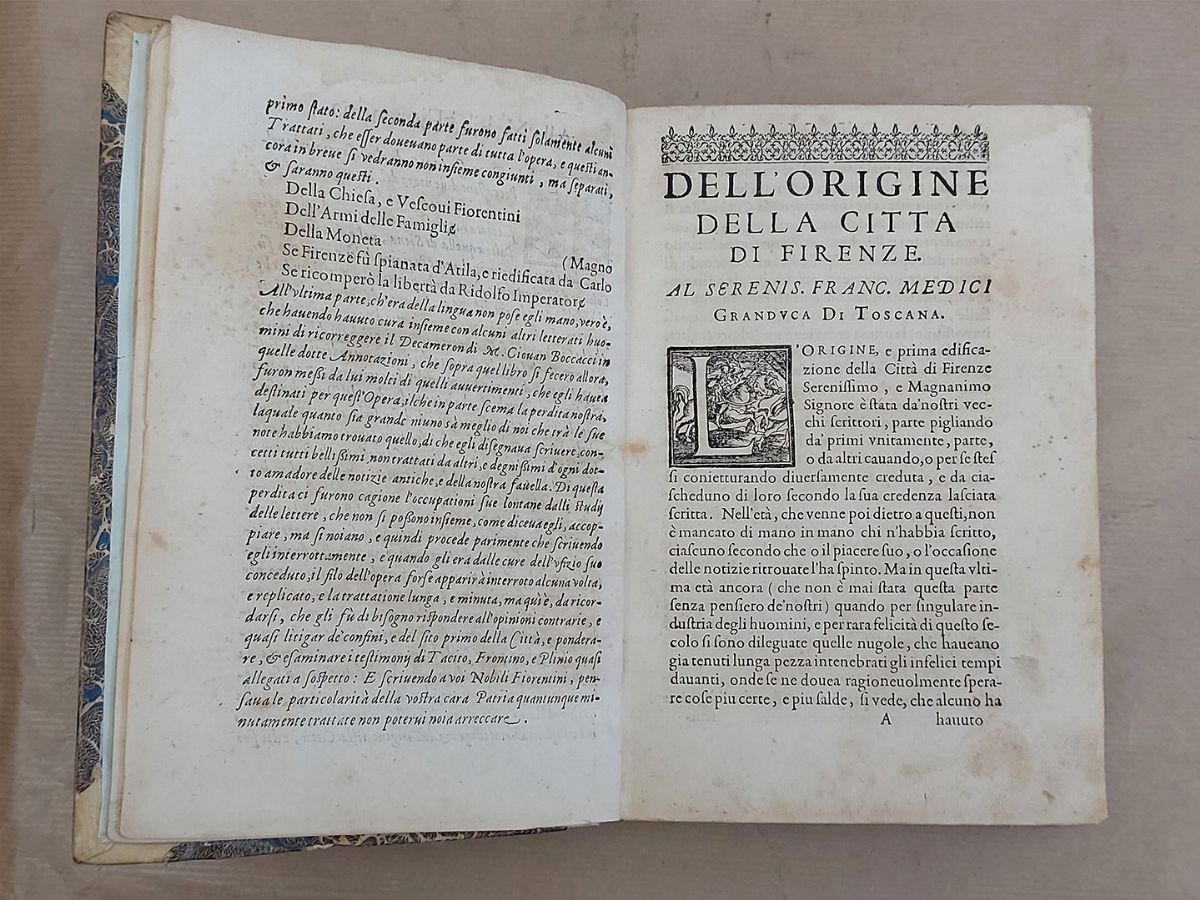 primo stato: della seconda parte furono fatti solamente alcuni
Trattati, che esser doueuano parte di tutta l'opera, e questi an-
cora in breue si vedranno non insieme congiunti, ma separati,
& saranno questi.
Della Chiesa, e Vescoui Fiorentini
Dell'Armi delle Famiglie
Della Moneta
(Magno
Se Firenze fù spianata d'Atila, e riedificata da Carlo
Se ricomperò la libertà da Ridolfo Imperatore
All'vltima parte, ch'era della lingua non pose egli mano, vero è,
che hauendo hauuto cura insieme con alcuni altri letterati huo-
mini di ricorreggere il Decameron di M. Giouan Boccacci in
quelle dotte Annotazioni, che sopra quel libro si fecero allora,
furon messi da lui molti di quelli auuertimenti, che egli haueua
destinati per quest'Opera, il che in parte scema la perdita nostra,
laquale quanto sia grande niuno sà meglio di noi che trà le sue
note habbiamo trouato quello, di che egli disegnaua scriuere, con-
cetti tutti bellissimi, non trattati da altri, e degnissimi d'ogni dot-
to amadore delle notizie antiche, e della nostra fauella. Di questa
perdita ci furono cagione l'occupationi sue lontane dalli studij
delle lettere, che non si possono insieme, come diceua egli, accop-
piare, ma si notano, e quindi procede parimente che scriuendo
egli interrottamente, e quando gli era dalle cure dell'vfizio suo
conceduto, il filo dell'opera forse apparirà interroto alcuna volta,
e replicato, e la trattatione lunga, e minuta, ma qui è, da ricor-
darsi, che gli fù di bisogno rispondere all'opinioni contrarie, e
quasi litigar de'confini, e del sito primo della Città, e pondera-
re, & esaminare i testimony di Tacito, Frontino, e Plinio quasi
allegati a sospetto: E scriuendo a voi Nobili Fiorentini, pen-
saua le particolarità della vostra cara Patria quantunque mi-
nutamente trattate non poterui noia arreccare.
DELL'ORIGINE
DELLA CITTA
DI FIRENZE.
AL SERENIS. FRANC. MEDICI
GRANDVCA DI TOSCANA.
L'ORIGINE, e prima edifica-
zione della Città di Firenze
Serenissimo, e Magnanimo
Signore è stata da'nostri vec-
chi scrittori, parte pigliando
da' primi vnitamente, parte,
o da altri cauando, o per se stes
si conietturando diuersamente creduta, e da cia-
scheduno di loro secondo la sua credenza lasciata
scritta. Nell'età, che venne poi dietro a questi, non
è mancato di mano in mano chi n'habbia scritto,
ciascuno secondo che o il piacere suo, o l'occasione
delle notizie ritrouate l'ha spinto. Ma in questa vlti-
ma età ancora ( che non è mai stata questa parte
senza pensiero de'nostri ) quando per singulare in-
dustria degli huomini, e per rara felicità di questo se-
colo si sono dileguate quelle nugole, che haueano
gia tenuti lunga pezza intenebrati gli infelici tempi
dauanti, onde se ne douea ragioneuolmente spera-
re cose piu certe, e piu salde, si vede, che alcuno ha
A hauuto